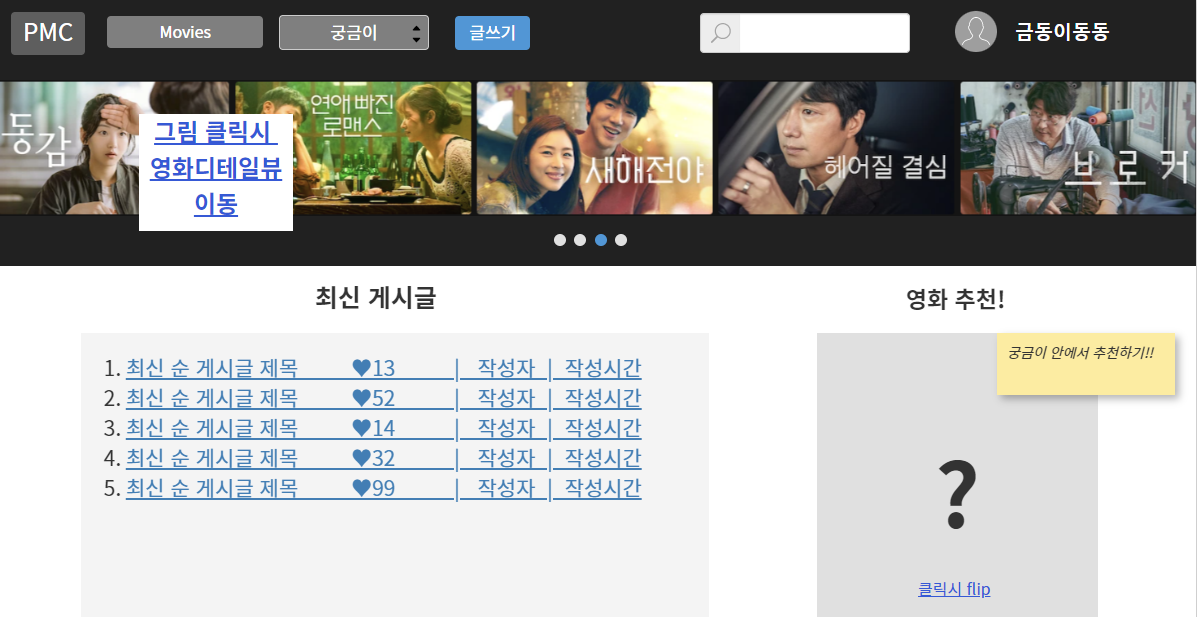 PMC Movies 궁금이 글쓰기 금동이동동
동감
그림 클릭시
영화디테일뷰
이동
연애 빠진
로맨스
새해전야
헤어질 결심
브로커
최신 게시글
1. 최신 순 게시글 제목 ♥13 | 작성자 | 작성시간
2. 최신 순 게시글 제목 ♥52 | 작성자 | 작성시간
3. 최신 순 게시글 제목 ♥14 | 작성자 | 작성시간
4. 최신 순 게시글 제목 ♥32 | 작성자 | 작성시간
5. 최신 순 게시글 제목 ♥99 | 작성자 | 작성시간
영화 추천!
궁금이 안에서 추천하기!!
?
클릭시 flip